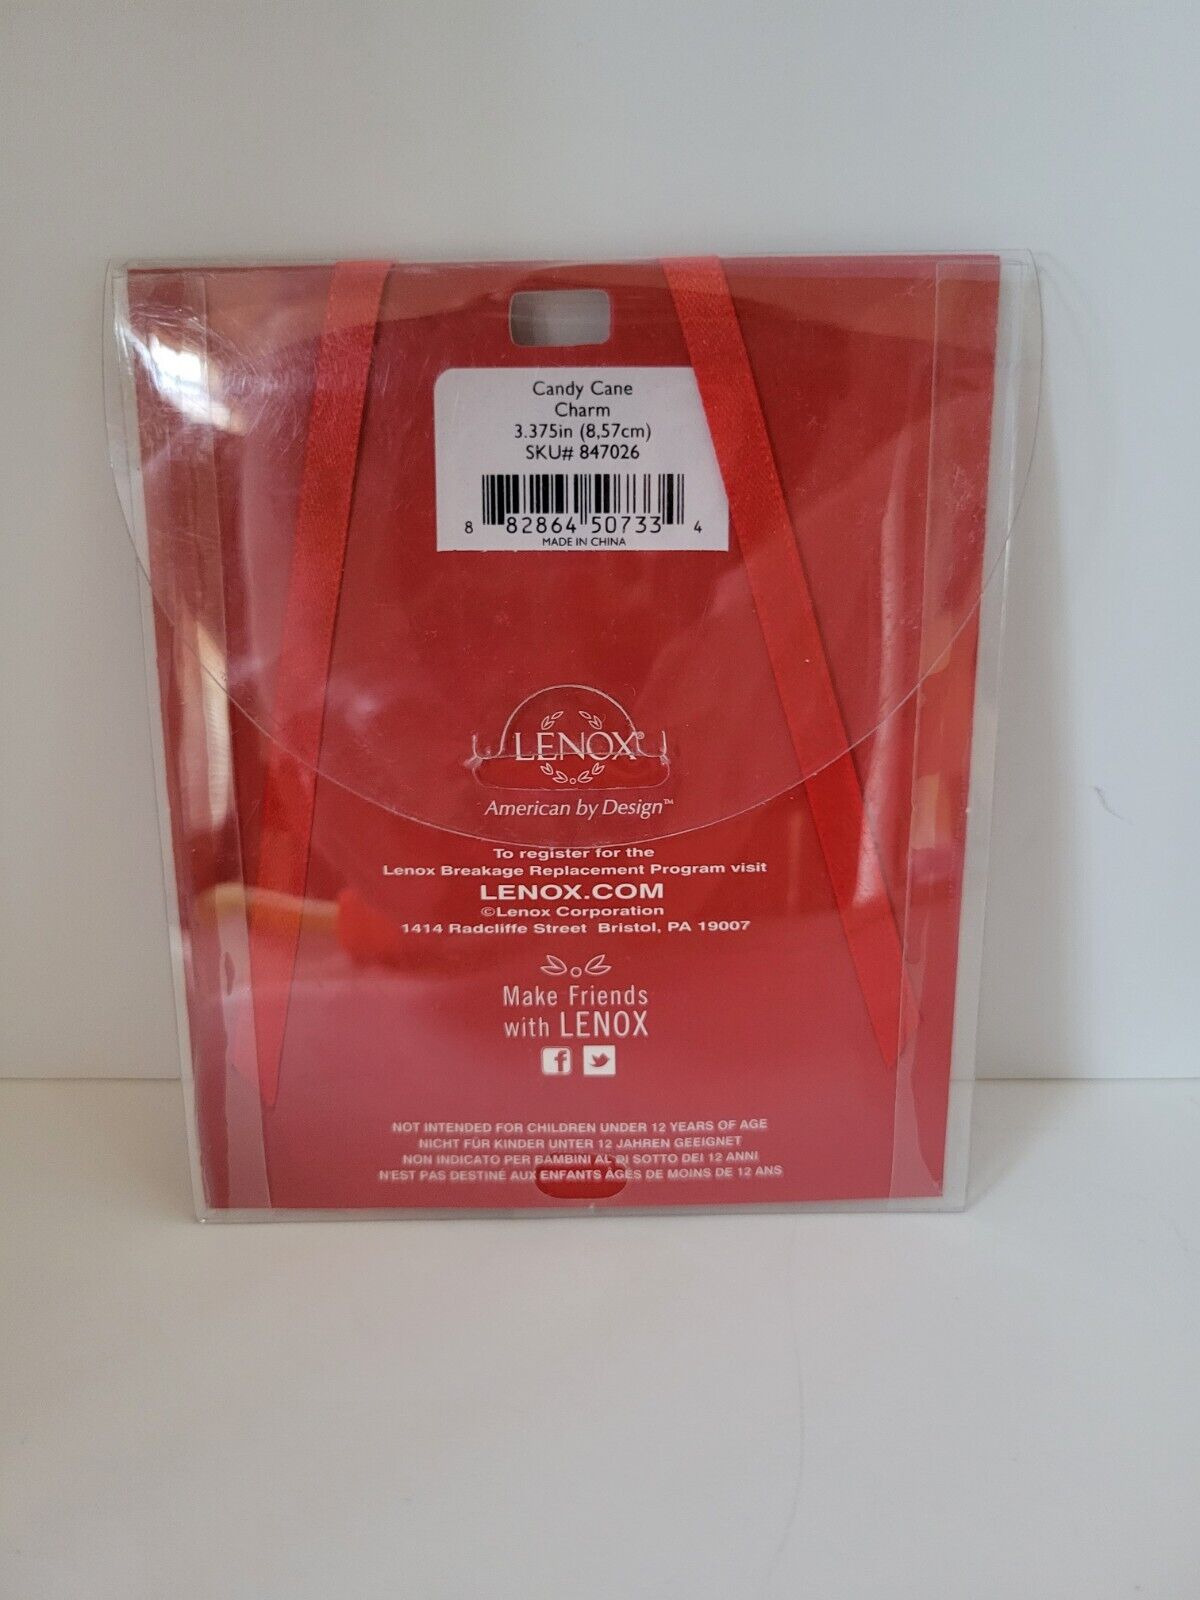 Candy Cane
Charm
3.375in (8,57cm)
SKU# 847026
8 82864 50733 4
MADE IN CHINA
LENOX®
American by Design™
To register for the
Lenox Breakage Replacement Program visit
LENOX.COM
©Lenox Corporation
1414 Radcliffe Street Bristol, PA 19007
Make Friends
with LENOX
NOT INTENDED FOR CHILDREN UNDER 12 YEARS OF AGE
NICHT FÜR KINDER UNTER 12 JAHREN GEEIGNET
NON INDICATO PER BAMBINI AL DI SOTTO DEI 12 ANNI
N'EST PAS DESTINÉ AUX ENFANTS ÂGÉS DE MOINS DE 12 ANS